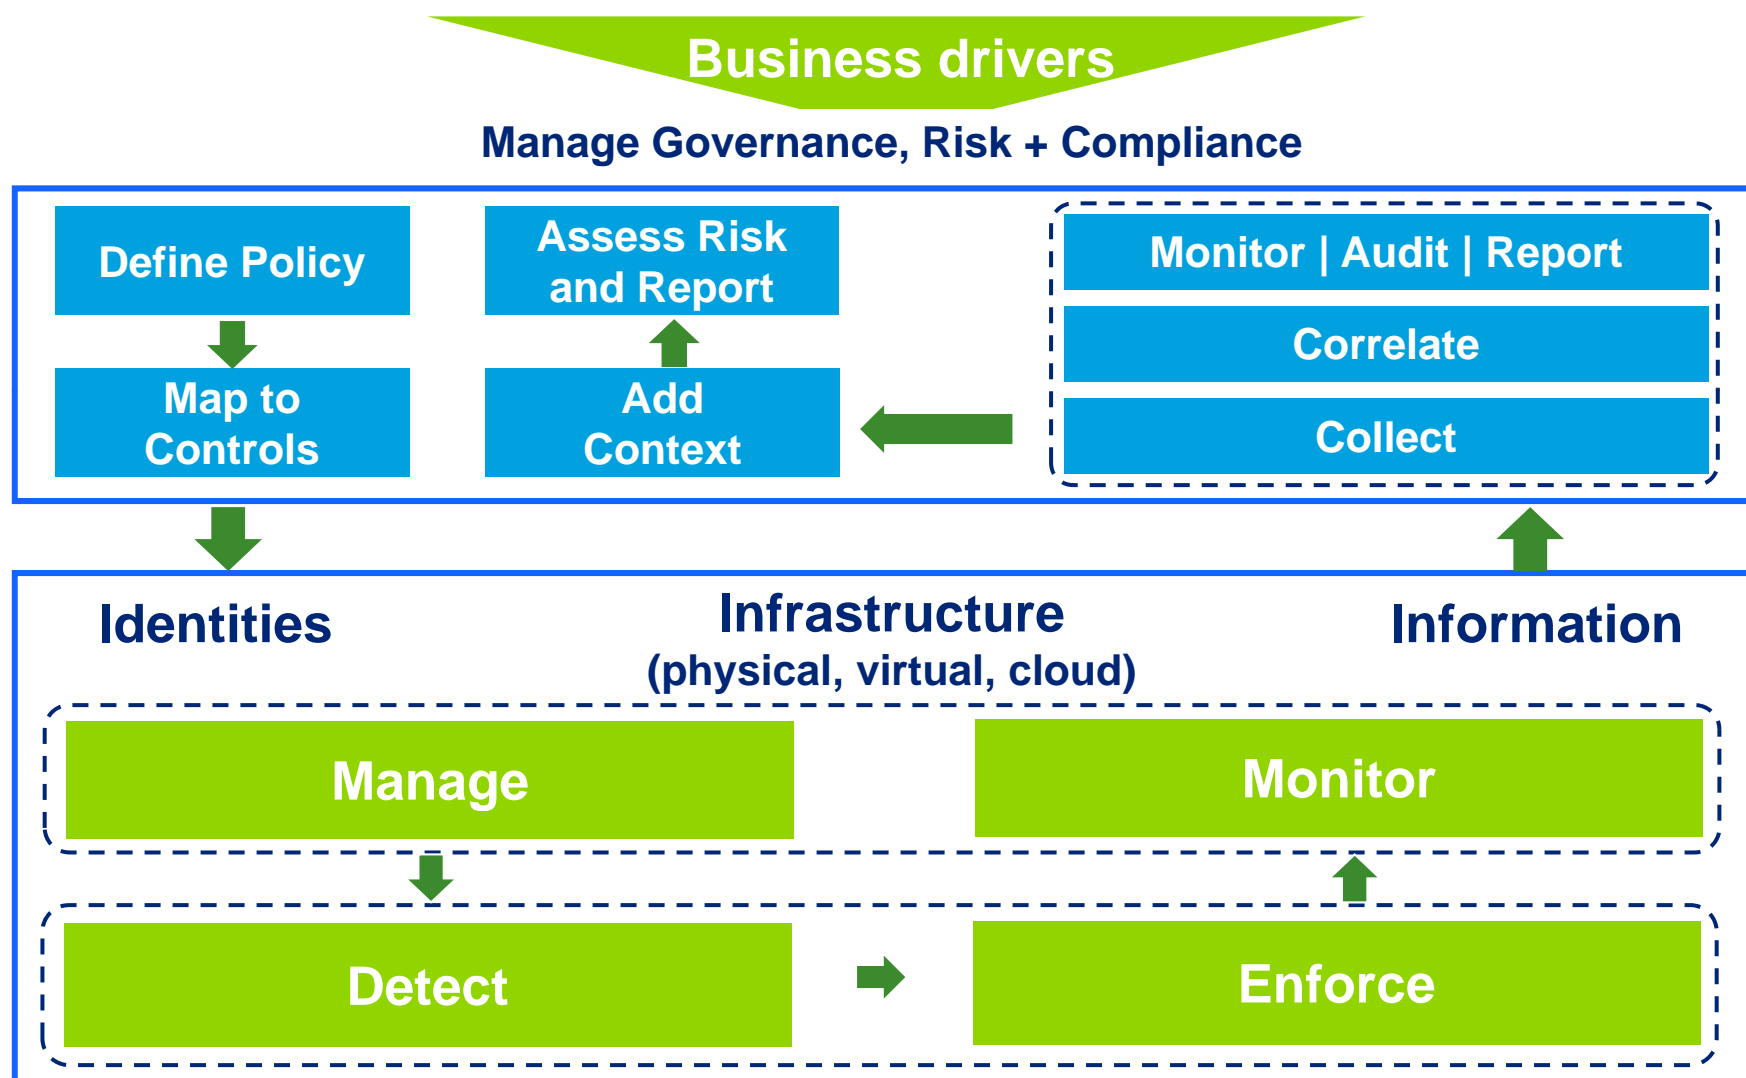 Business drivers
Manage Governance, Risk + Compliance
Define Policy
Map to
Controls
Assess Risk
and Report
Add
Context
Monitor | Audit | Report
Correlate
Collect
Identities
Infrastructure
(physical, virtual, cloud)
Information
Manage
Monitor
Detect
Enforce